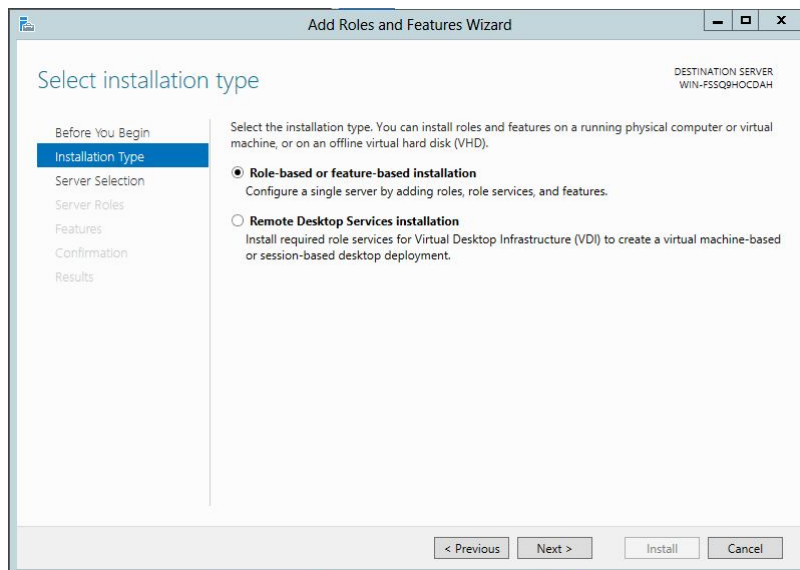 Add Roles and Features Wizard
Select installation type
DESTINATION SERVER
WIN-FSSQ9HOCDAH
Before You Begin
Installation Type
Server Selection
Server Roles
Features
Confirmation
Results
Select the installation type. You can install roles and features on a running physical computer or virtual
machine, or on an offline virtual hard disk (VHD).
Role-based or feature-based installation
Configure a single server by adding roles, role services, and features.
Remote Desktop Services installation
Install required role services for Virtual Desktop Infrastructure (VDI) to create a virtual machine-based
or session-based desktop deployment.
< Previous
Next >
Install
Cancel